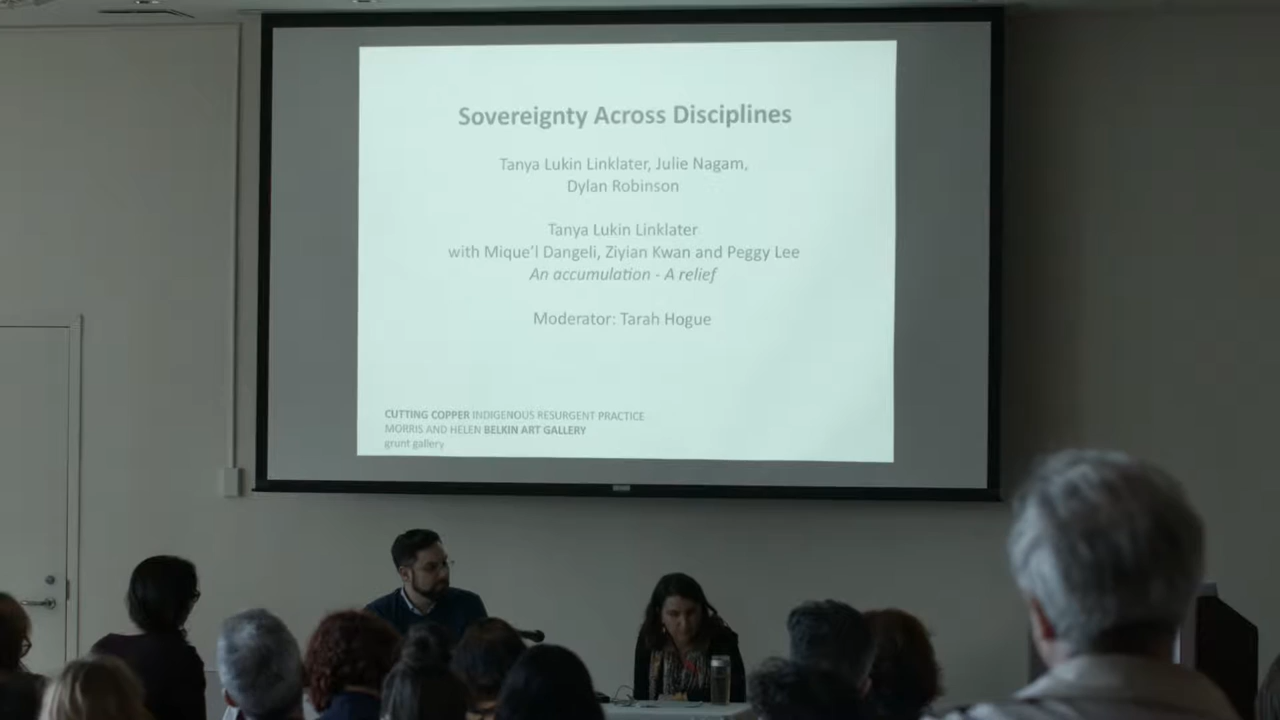 Sovereignty Across Disciplines
Tanya Lukin Linklater, Julie Nagam,
Dylan Robinson
Tanya Lukin Linklater
with Mique'l Dangeli, Ziyian Kwan and Peggy Lee
An accumulation - A relief
Moderator: Tarah Hogue
CUTTING COPPER INDIGENOUS RESURGENT PRACTICE
MORRIS AND HELEN BELKIN ART GALLERY
grunt gallery